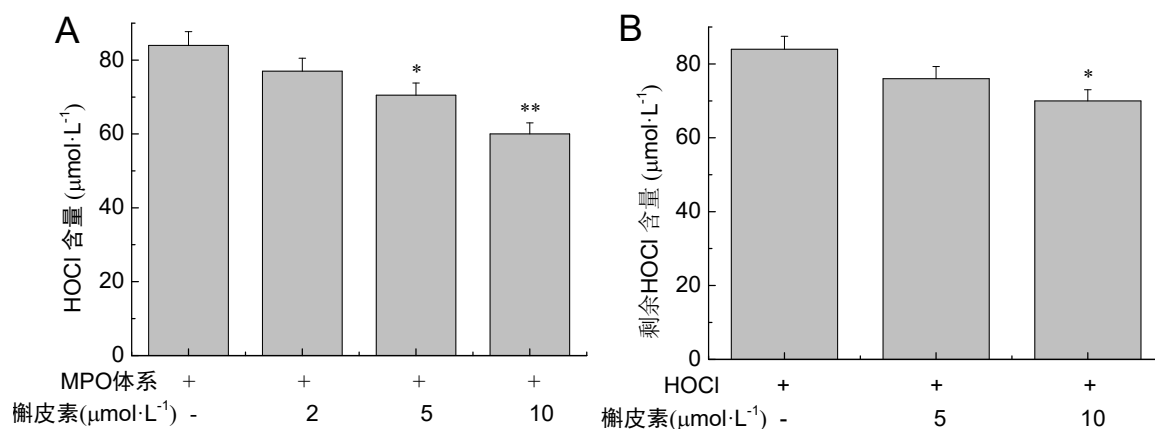 A
HOCl 含量 (μmol·L⁻¹)
80
60
40
20
0
*
**
MPO体系 + + + +
槲皮素(μmol·L⁻¹) - 2 5 10
B
剩余HOCl 含量 (μmol·L⁻¹)
80
60
40
20
0
*
HOCl + + +
槲皮素(μmol·L⁻¹) - 5 10